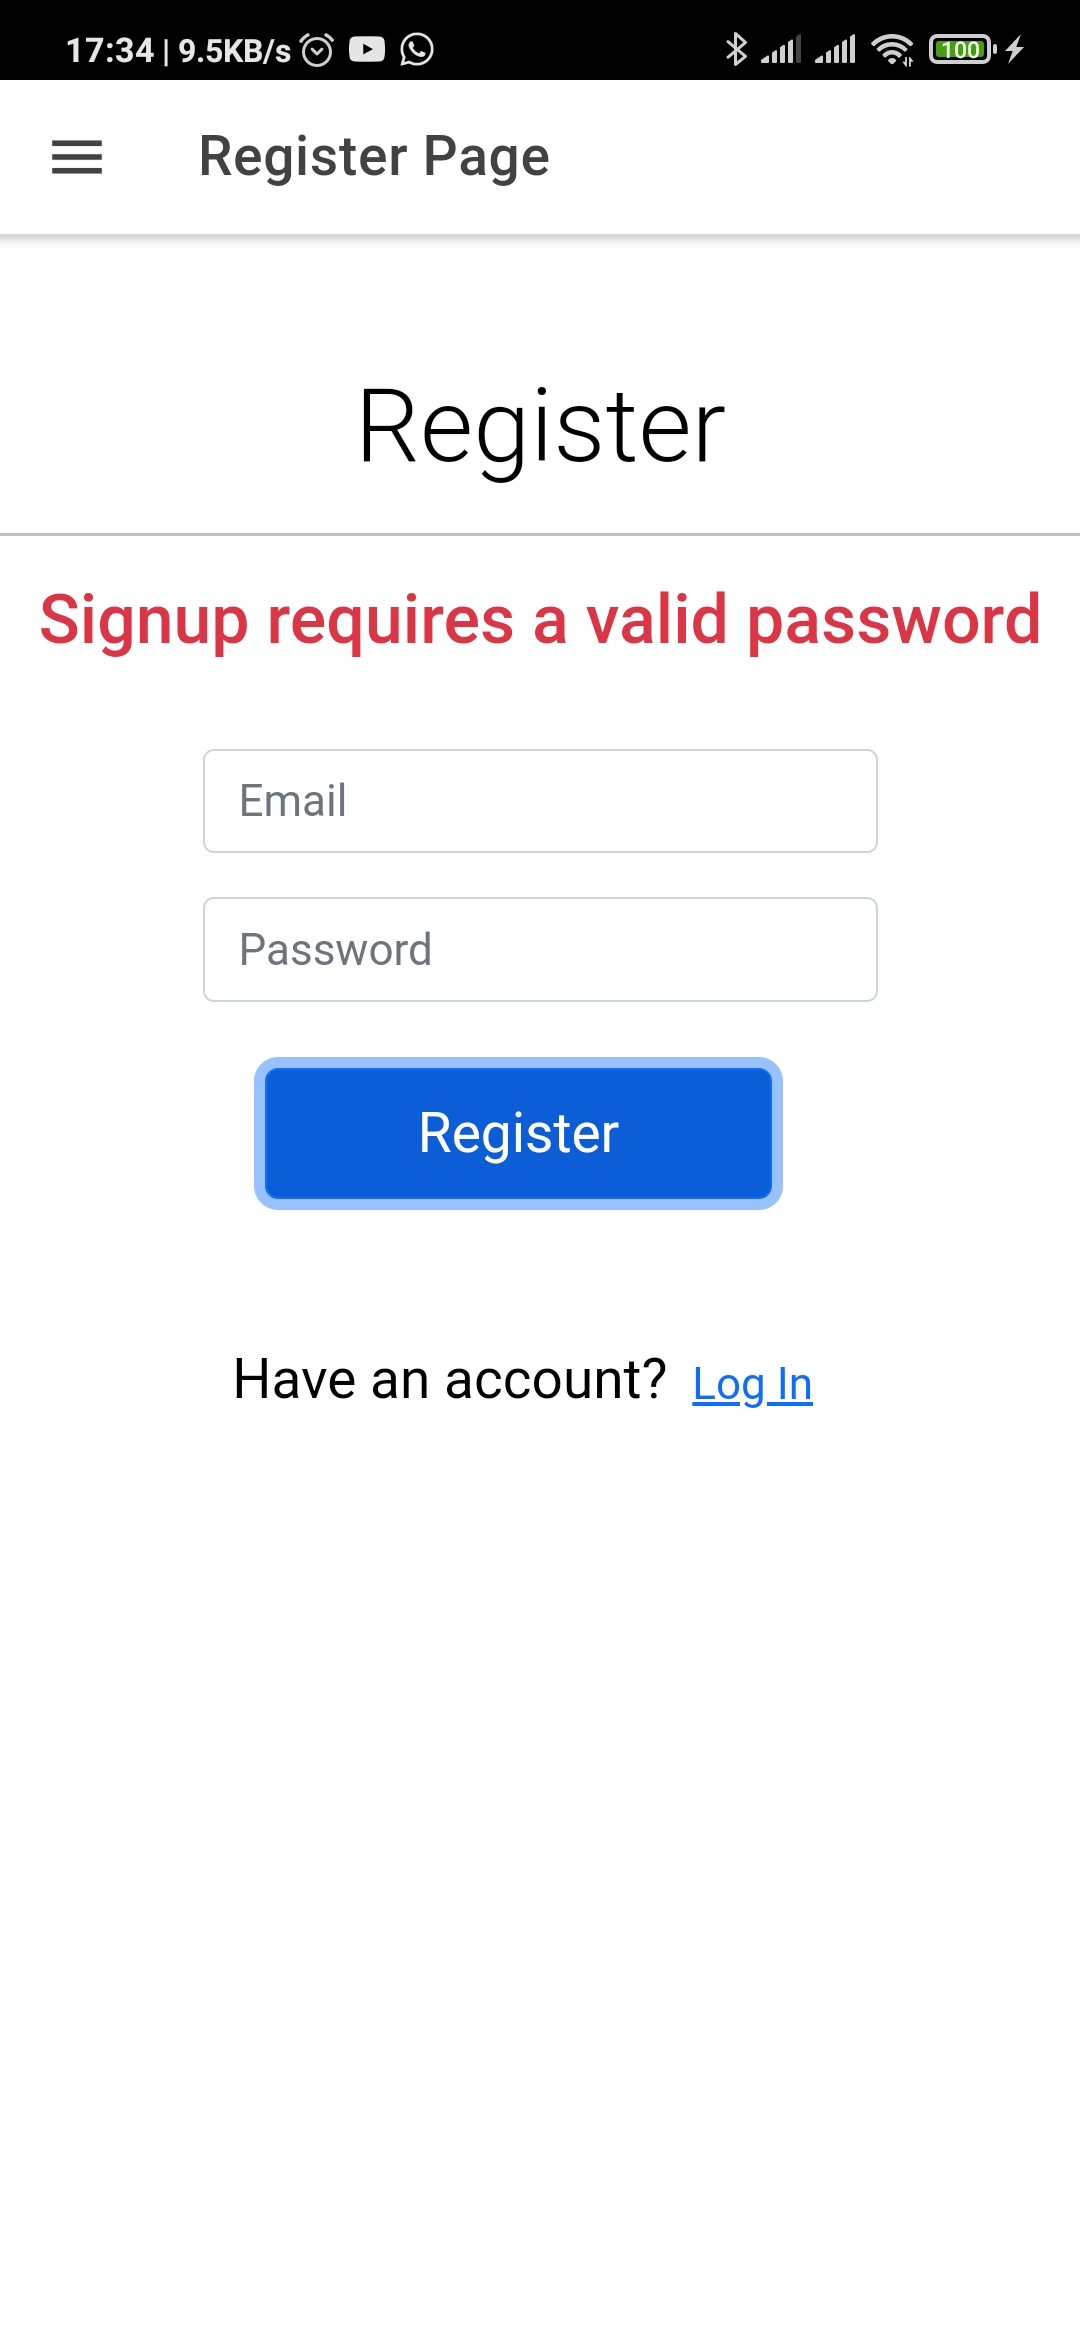 17:34 | 9.5KB/s 100
Register Page
Register
Signup requires a valid password
Email
Password
Register
Have an account? Log In